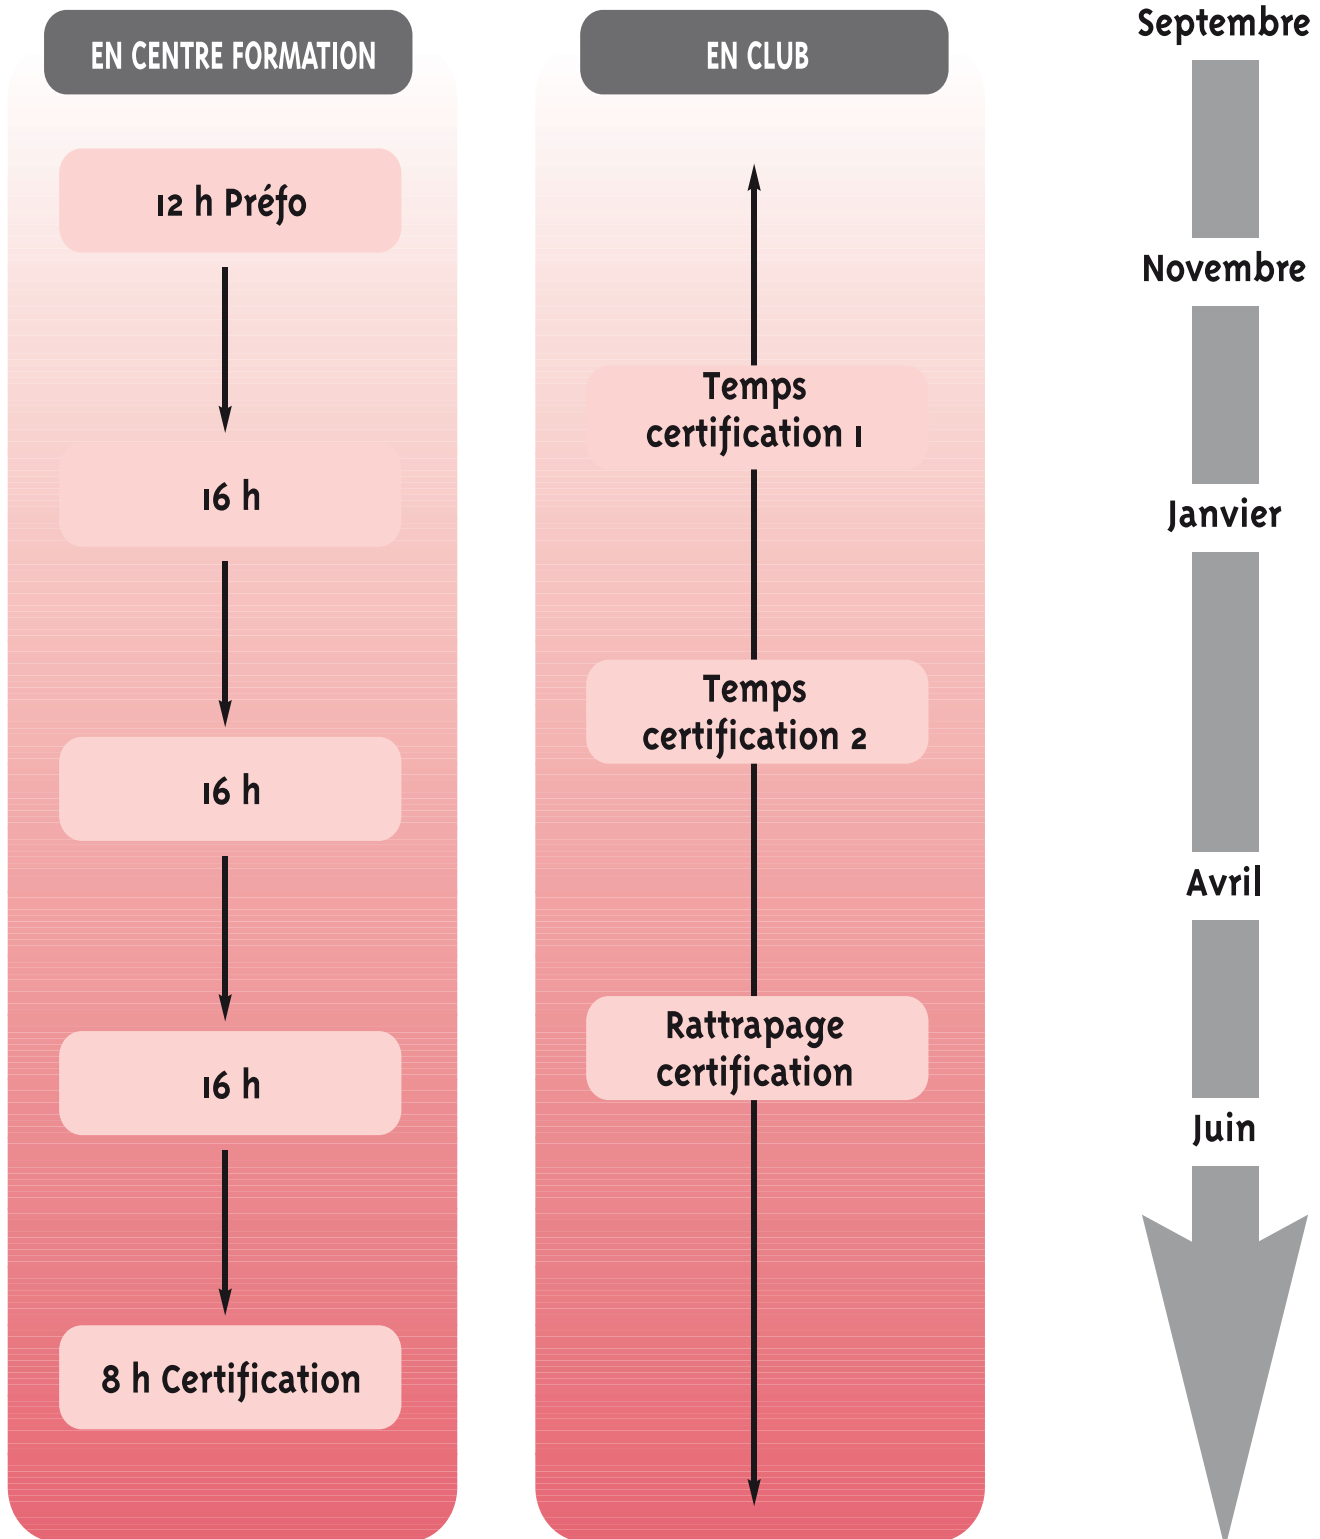 EN CENTRE FORMATION
12 h Préfo
16 h
16 h
16 h
8 h Certification
EN CLUB
Temps
certification 1
Temps
certification 2
Rattrapage
certification
Septembre
Novembre
Janvier
Avril
Juin